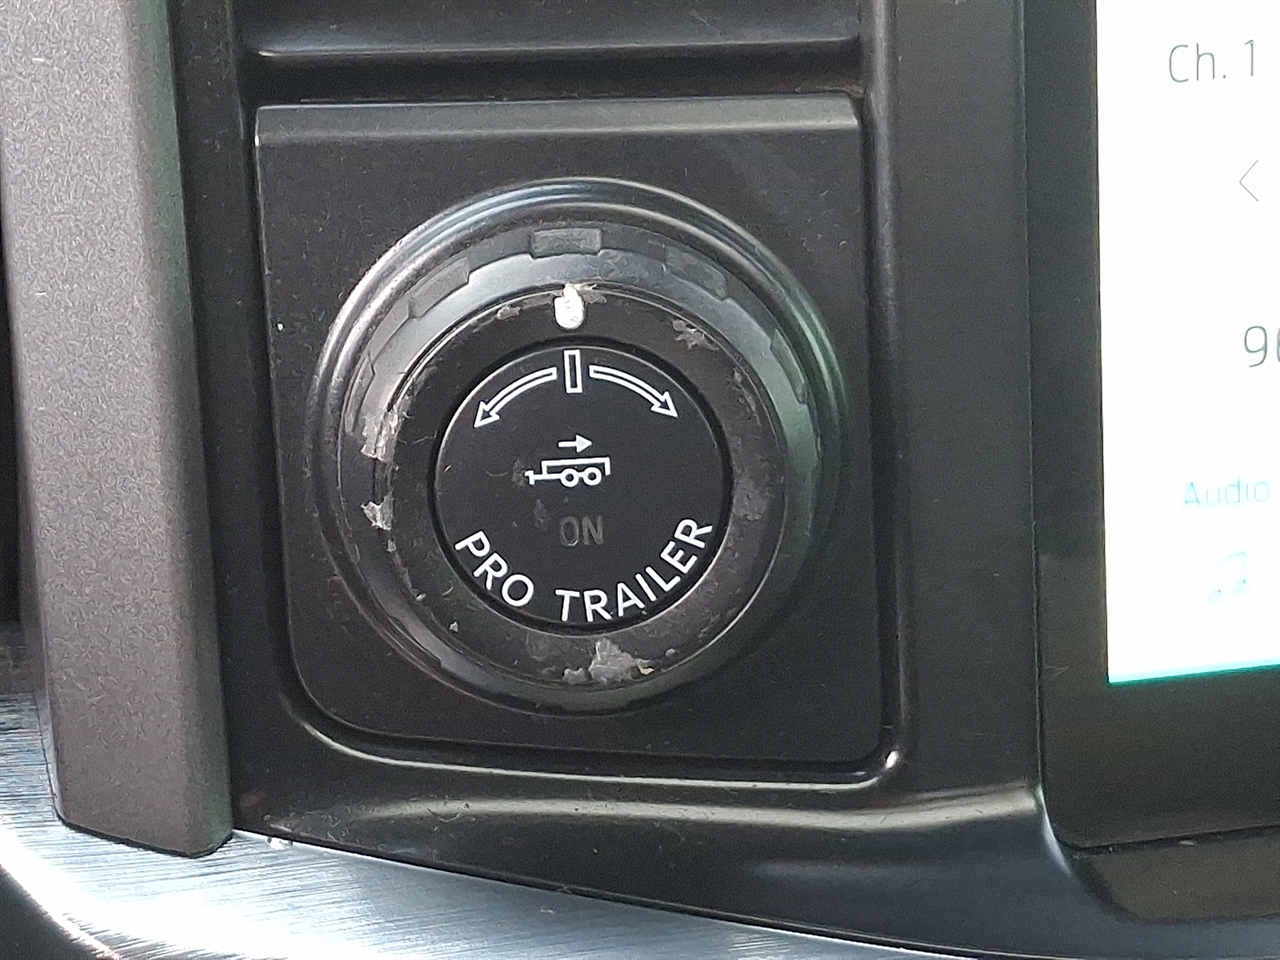 Ch. 1
ON
PRO TRAILER
Audio